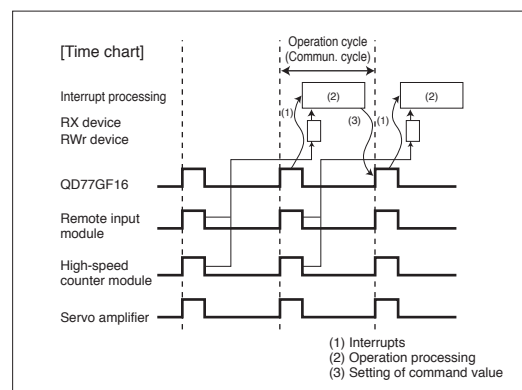 [Time chart]
Operation cycle
(Commun. cycle)
Interrupt processing
(1)
(2)
(3)
(1)
(2)
RX device
RWr device
QD77GF16
Remote input
module
High-speed
counter module
Servo amplifier
(1) Interrupts
(2) Operation processing
(3) Setting of command value